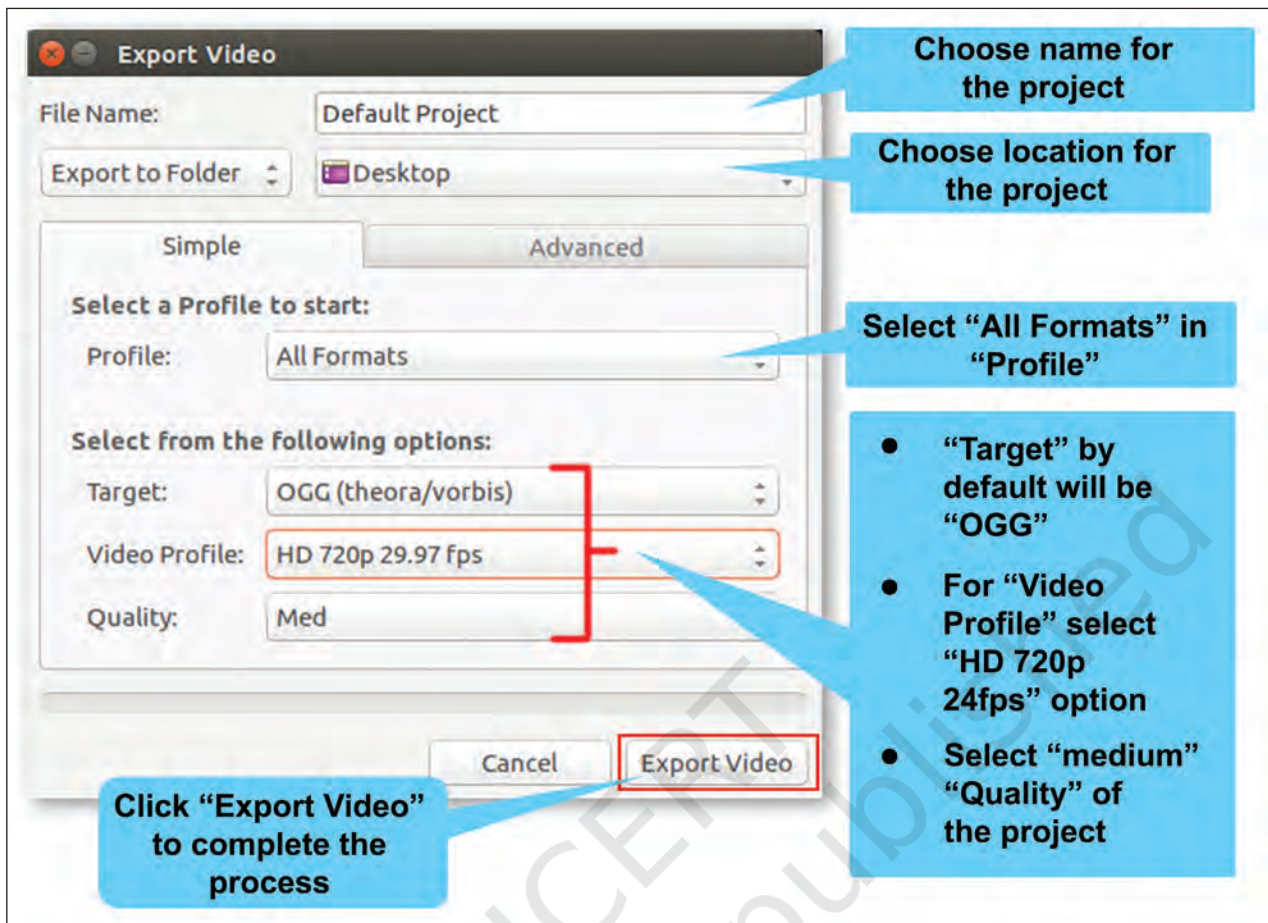 Export Video
File Name:
Default Project
Export to Folder
Desktop
Simple
Advanced
Select a Profile to start:
Profile:
All Formats
Select from the following options:
Target:
OGG (theora/vorbis)
Video Profile:
HD 720p 29.97 fps
Quality:
Med
Cancel
Export Video
Choose name for
the project
Choose location for
the project
Select “All Formats” in
“Profile”
● “Target” by
default will be
“OGG”
● For “Video
Profile” select
“HD 720p
24fps” option
● Select “medium”
“Quality” of
the project
Click “Export Video”
to complete the
process